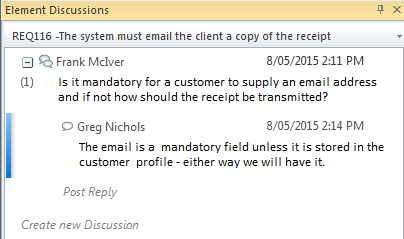 Element Discussions
REQ116 -The system must email the client a copy of the receipt
Frank McIver 8/05/2015 2:11 PM
(1) Is it mandatory for a customer to supply an email address
and if not how should the receipt be transmitted?
Greg Nichols 8/05/2015 2:14 PM
The email is a mandatory field unless it is stored in the
customer profile - either way we will have it.
Post Reply
Create new Discussion